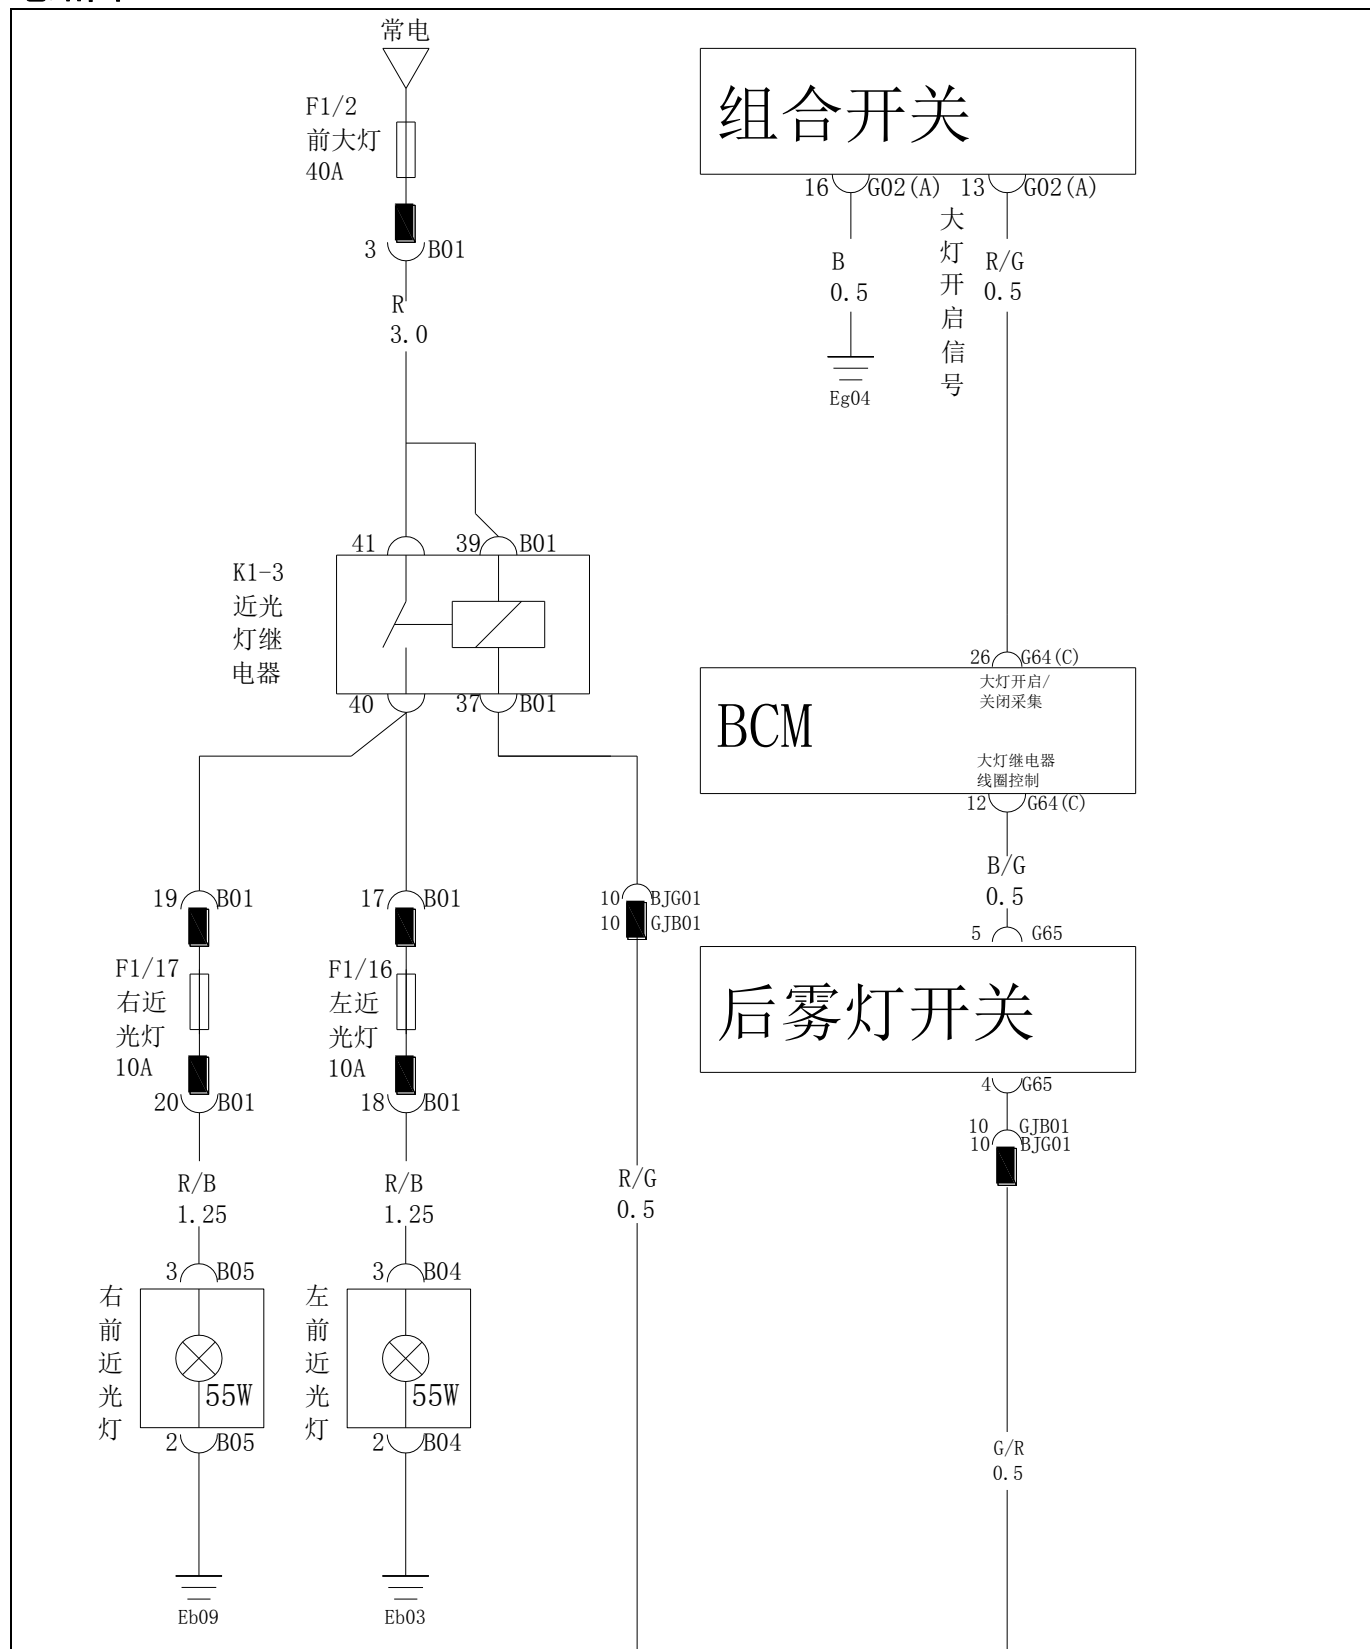 常电
F1/2
前大灯
40A
3 B01
R
3.0
41 39 B01
K1-3
近光
灯继
电器
40 37 B01
19 B01
17 B01
10 BJG01
10 GJB01
F1/17
右近
光灯
10A
F1/16
左近
光灯
10A
20 B01
18 B01
R/B
1.25
R/B
1.25
R/G
0.5
3 B05
3 B04
右前近光灯
55W
左前近光灯
55W
2 B05
2 B04
Eb09
Eb03
组合开关
16 G02(A) 13 G02(A)
B
0.5
大灯开启信号
R/G
0.5
Eg04
26 G64(C)
大灯开启/
关闭采集
BCM
大灯继电器
线圈控制
12 G64(C)
B/G
0.5
5 G65
后雾灯开关
4 G65
10 GJB01
10 BJG01
G/R
0.5